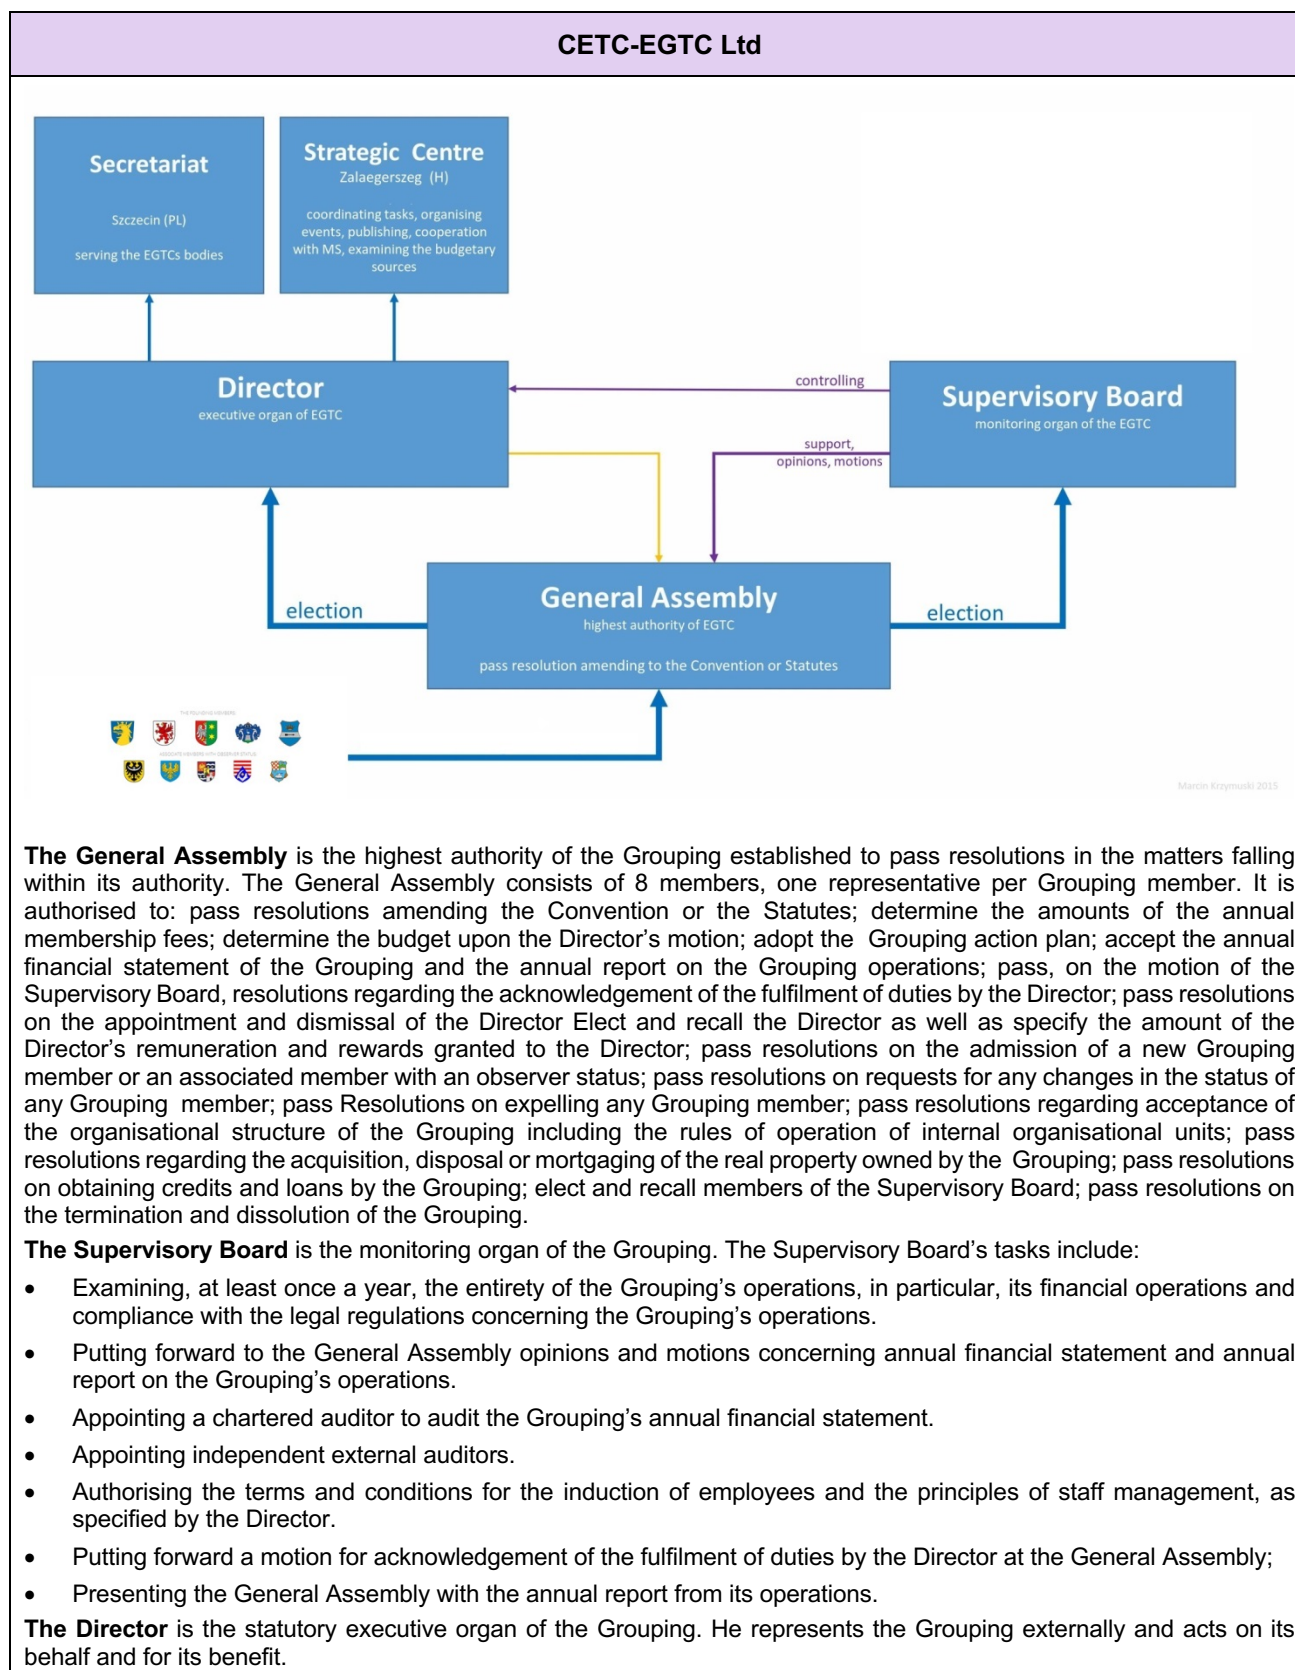 CETC-EGTC Ltd
Secretariat
Szczecin (PL)
serving the EGTCs bodies
Strategic Centre
Zalaegerszeg (H)
coordinating tasks, organising
events, publishing, cooperation
with MS, examining the budgetary
sources
Director
executive organ of EGTC
controlling
Supervisory Board
monitoring organ of the EGTC
support,
opinions, motions
General Assembly
highest authority of EGTC
pass resolution amending to the Convention or Statutes
election
election
THE FOUNDING MEMBERS
ASSOCIATE MEMBERS WITH OBSERVER STATUS
Marcin Krzymuski 2015
The General Assembly is the highest authority of the Grouping established to pass resolutions in the matters falling
within its authority. The General Assembly consists of 8 members, one representative per Grouping member. It is
authorised to: pass resolutions amending the Convention or the Statutes; determine the amounts of the annual
membership fees; determine the budget upon the Director's motion; adopt the Grouping action plan; accept the annual
financial statement of the Grouping and the annual report on the Grouping operations; pass, on the motion of the
Supervisory Board, resolutions regarding the acknowledgement of the fulfilment of duties by the Director; pass resolutions
on the appointment and dismissal of the Director Elect and recall the Director as well as specify the amount of the
Director's remuneration and rewards granted to the Director; pass resolutions on the admission of a new Grouping
member or an associated member with an observer status; pass resolutions on requests for any changes in the status of
any Grouping member; pass Resolutions on expelling any Grouping member; pass resolutions regarding acceptance of
the organisational structure of the Grouping including the rules of operation of internal organisational units; pass
resolutions regarding the acquisition, disposal or mortgaging of the real property owned by the Grouping; pass resolutions
on obtaining credits and loans by the Grouping; elect and recall members of the Supervisory Board; pass resolutions on
the termination and dissolution of the Grouping.
The Supervisory Board is the monitoring organ of the Grouping. The Supervisory Board's tasks include:
• Examining, at least once a year, the entirety of the Grouping's operations, in particular, its financial operations and
compliance with the legal regulations concerning the Grouping's operations.
• Putting forward to the General Assembly opinions and motions concerning annual financial statement and annual
report on the Grouping's operations.
• Appointing a chartered auditor to audit the Grouping's annual financial statement.
• Appointing independent external auditors.
• Authorising the terms and conditions for the induction of employees and the principles of staff management, as
specified by the Director.
• Putting forward a motion for acknowledgement of the fulfilment of duties by the Director at the General Assembly;
• Presenting the General Assembly with the annual report from its operations.
The Director is the statutory executive organ of the Grouping. He represents the Grouping externally and acts on its
behalf and for its benefit.